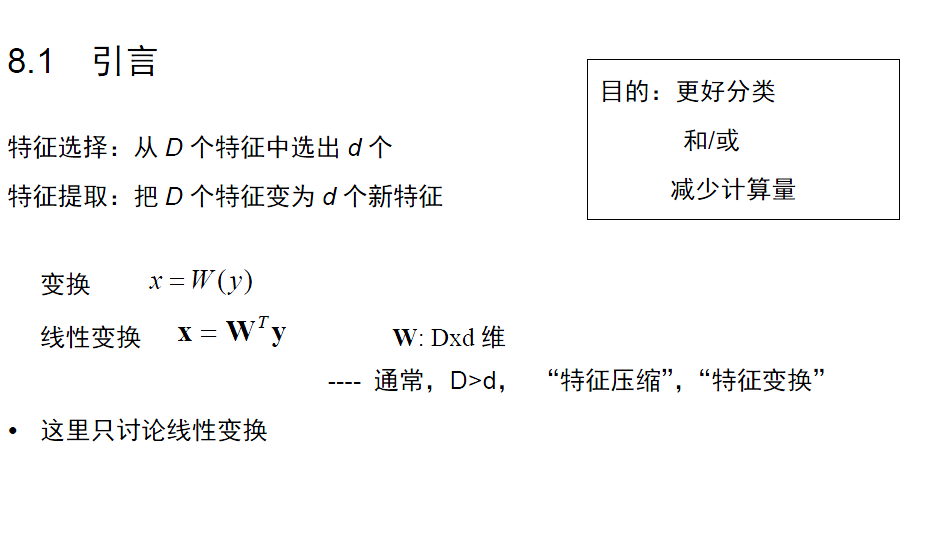 8.1 引言
目的：更好分类
和/或
减少计算量
特征选择：从 D 个特征中选出 d 个
特征提取：把 D 个特征变为 d 个新特征
变换 x = W(y)
线性变换 𝐱 = 𝐖ᵀ𝐲 𝐖: Dxd 维
---- 通常，D>d， “特征压缩”，“特征变换”
• 这里只讨论线性变换